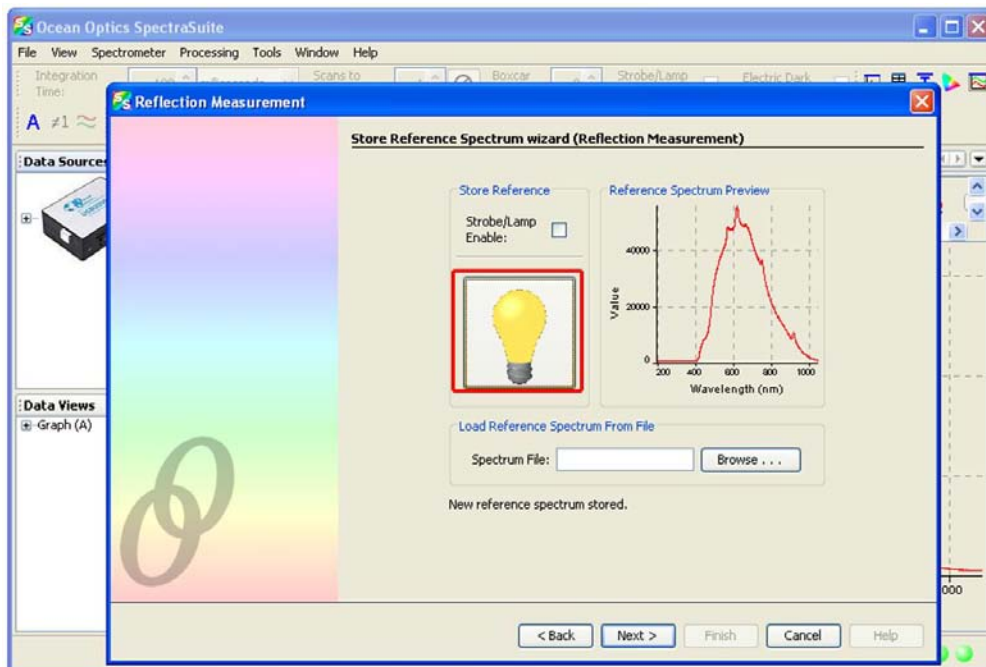 Ocean Optics SpectraSuite
File View Spectrometer Processing Tools Window Help
Integration
Time:
Scans to
Boxcar
Strobe/Lamp
Electric Dark
A ≠1
Reflection Measurement
Data Sources
Store Reference Spectrum wizard (Reflection Measurement)
Store Reference
Strobe/Lamp
Enable:
Reference Spectrum Preview
40000
20000
0
Value
200 400 600 800 1000
Wavelength (nm)
Data Views
Graph (A)
Load Reference Spectrum From File
Spectrum File:
Browse . . .
New reference spectrum stored.
000
< Back
Next >
Finish
Cancel
Help